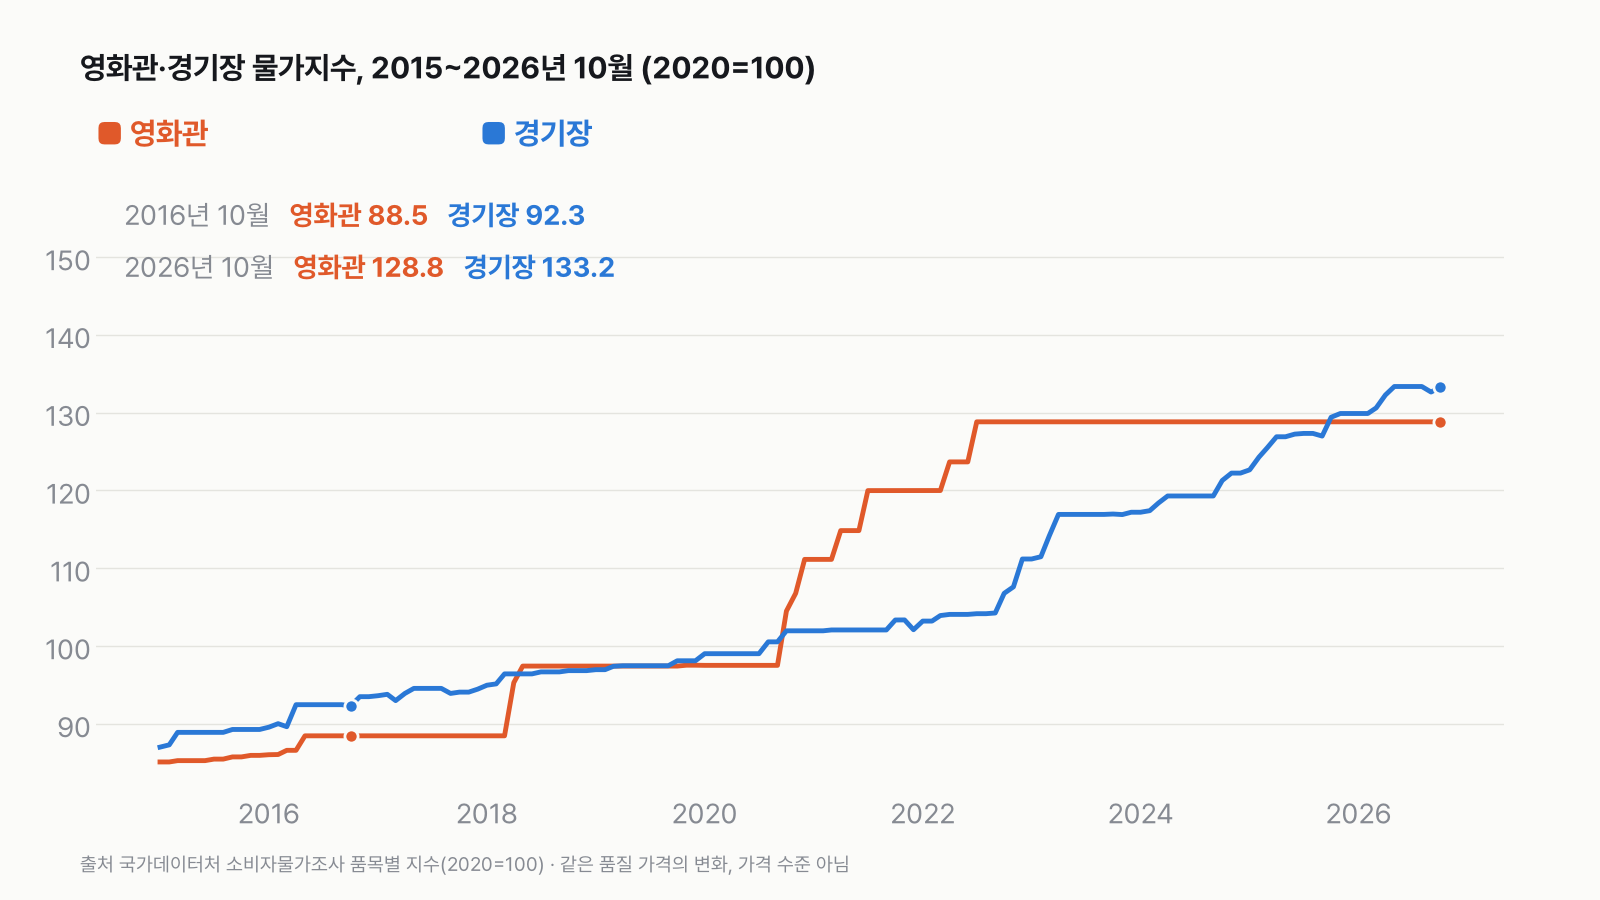 영화관·경기장 물가지수, 2015~2026년 10월 (2020=100)
영화관 경기장
2016년 10월 영화관 88.5 경기장 92.3
2026년 10월 영화관 128.8 경기장 133.2
150
140
130
120
110
100
90
2016 2018 2020 2022 2024 2026
출처 국가데이터처 소비자물가조사 품목별 지수(2020=100) · 같은 품질 가격의 변화, 가격 수준 아님